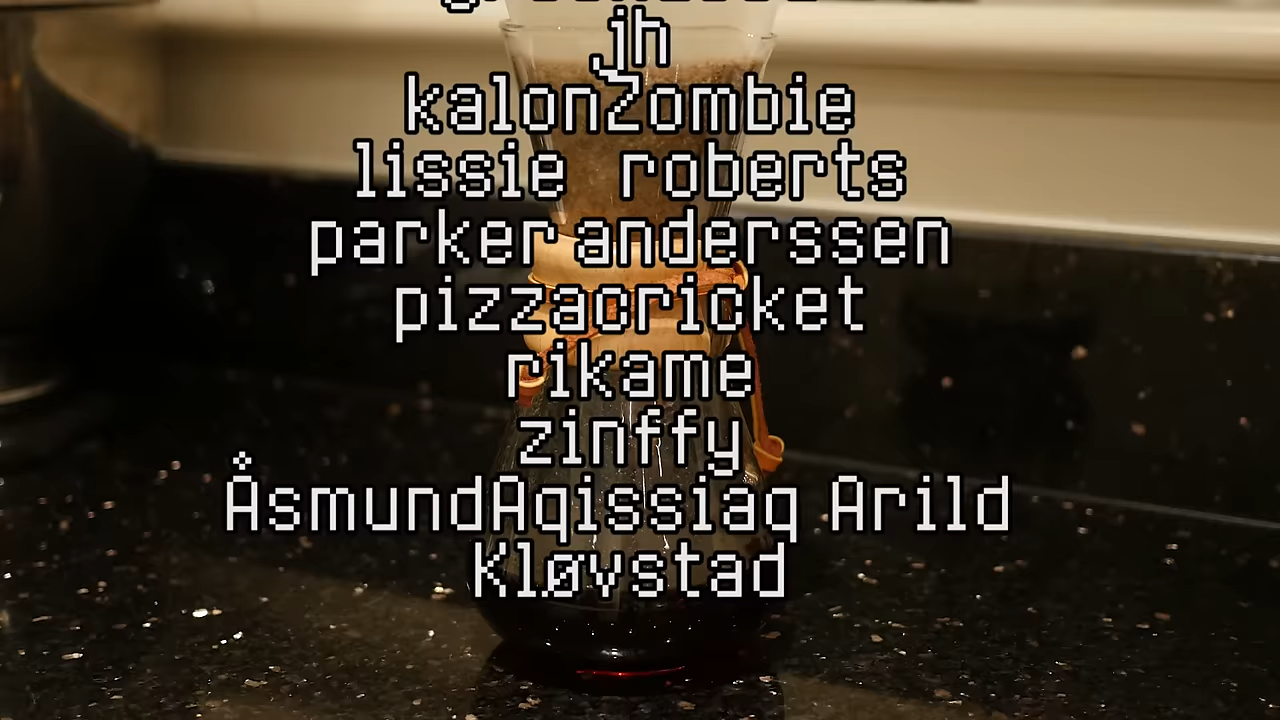 jh
kalonZombie
lissie roberts
parker anderssen
pizzacricket
rikame
zinffy
ÅsmundAqissiaq Arild
Kløvstad